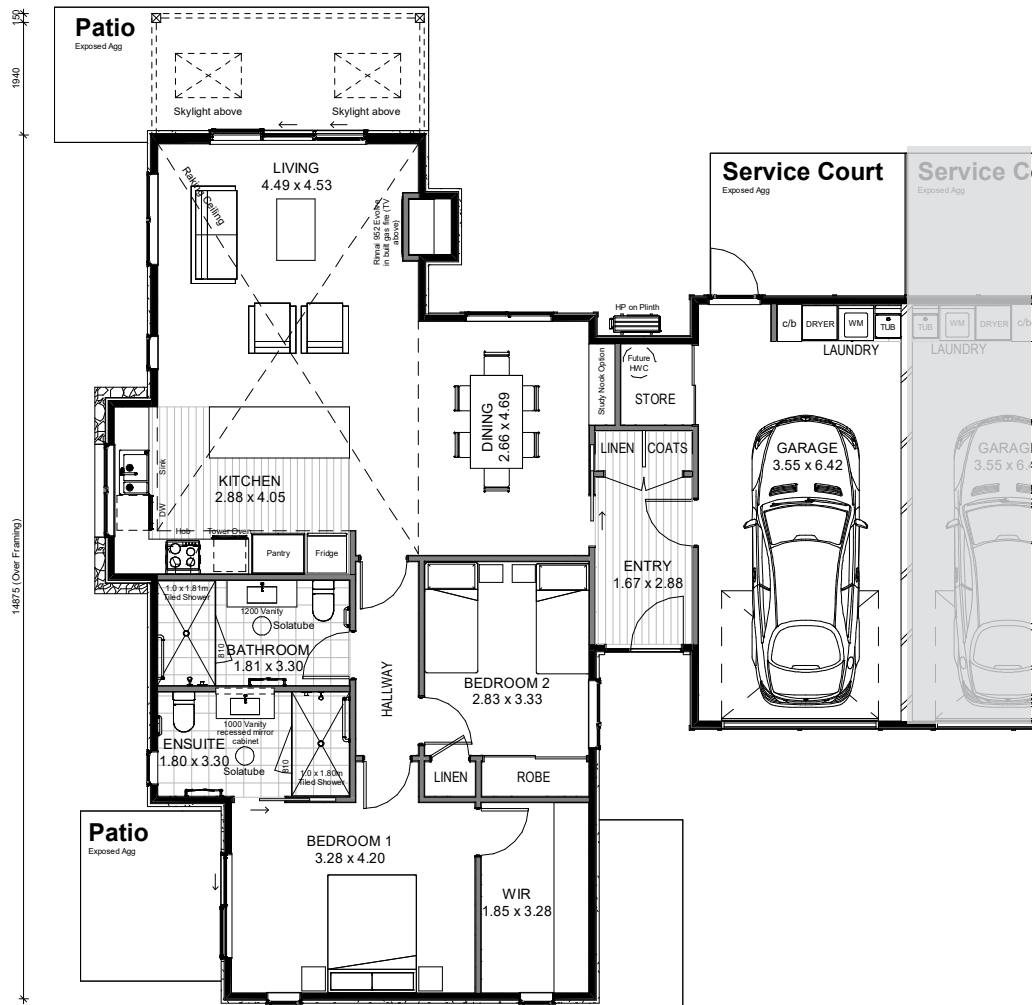 150
1940
14875 (Over Framing)
Patio
Exposed Agg
Skylight above
Skylight above
LIVING
4.49 x 4.53
Raking Ceiling
Rinnai 952 Evolve
in built gas fire (TV
above)
Service Court
Exposed Agg
Service Co
Exposed Agg
HP on Plinth
c/b
DRYER
WM
TUB
LAUNDRY
TUB
WM
DRYER
c/b
LAUNDRY
Study Nook Option
Future
HWC
STORE
DINING
2.66 x 4.69
LINEN
COATS
GARAGE
3.55 x 6.42
GARAGE
3.55 x 6.4
Sink
DW
KITCHEN
2.88 x 4.05
Hob
Tower Oven
Pantry
Fridge
ENTRY
1.67 x 2.88
1.0 x 1.81m
Tiled Shower
1200 Vanity
Solatube
810
BATHROOM
1.81 x 3.30
HALLWAY
BEDROOM 2
2.83 x 3.33
1000 Vanity
recessed mirror
cabinet
ENSUITE
1.80 x 3.30
Solatube
810
1.0 x 1.80m
Tiled Shower
LINEN
ROBE
Patio
Exposed Agg
BEDROOM 1
3.28 x 4.20
WIR
1.85 x 3.28